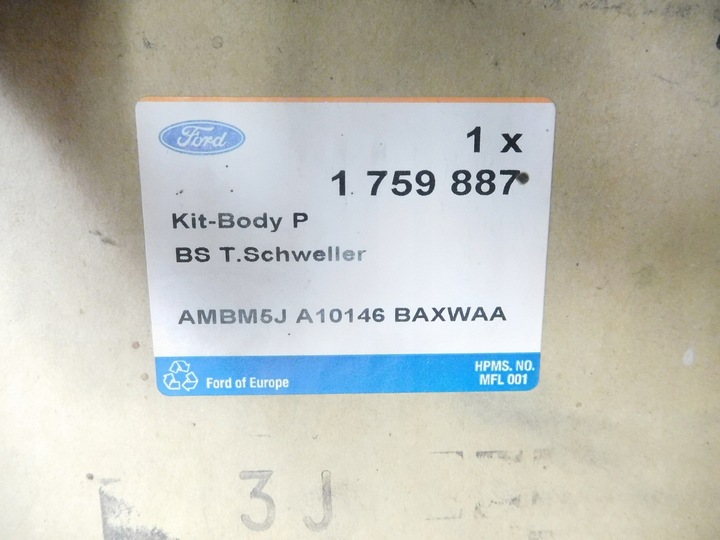 Ford
1 x
1 759 887
Kit-Body P
BS T.Schweller
AMBM5J A10146 BAXWAA
Ford of Europe
HPMS. NO.
MFL 001
3 J